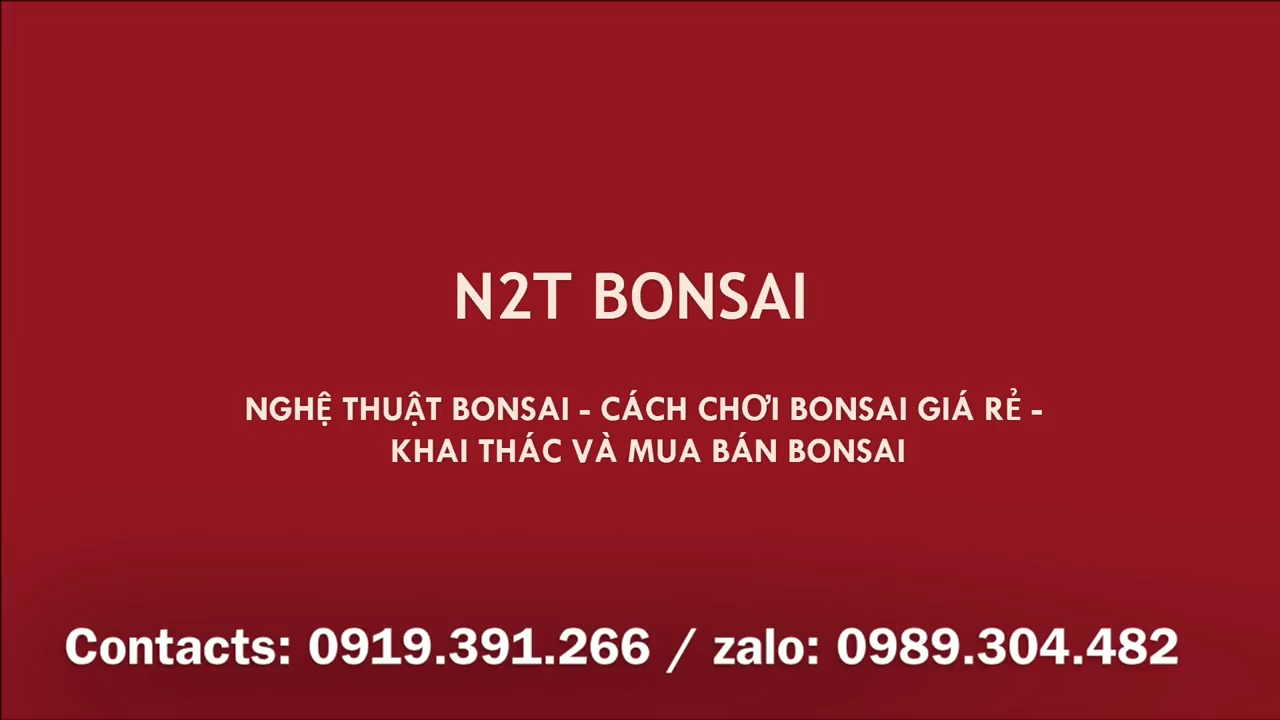 N2T BONSAI
NGHỆ THUẬT BONSAI - CÁCH CHƠI BONSAI GIÁ RẺ -
KHAI THÁC VÀ MUA BÁN BONSAI
Contacts: 0919.391.266 / zalo: 0989.304.482